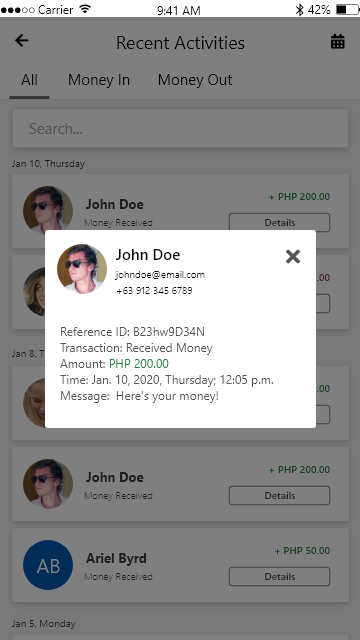 Carrier 9:41 AM 42%
Recent Activities
All Money In Money Out
Search...
Jan 10, Thursday
John Doe + PHP 200.00
Money Received Details
John Doe
johndoe@email.com
+63 912 345 6789
Reference ID: B23hw9D34N
Transaction: Received Money
Amount: PHP 200.00
Time: Jan. 10, 2020, Thursday; 12:05 p.m.
Message: Here's your money!
.00
Jan 8, T
.00
John Doe + PHP 200.00
Money Received Details
AB Ariel Byrd + PHP 50.00
Money Received Details
Jan 5, Monday